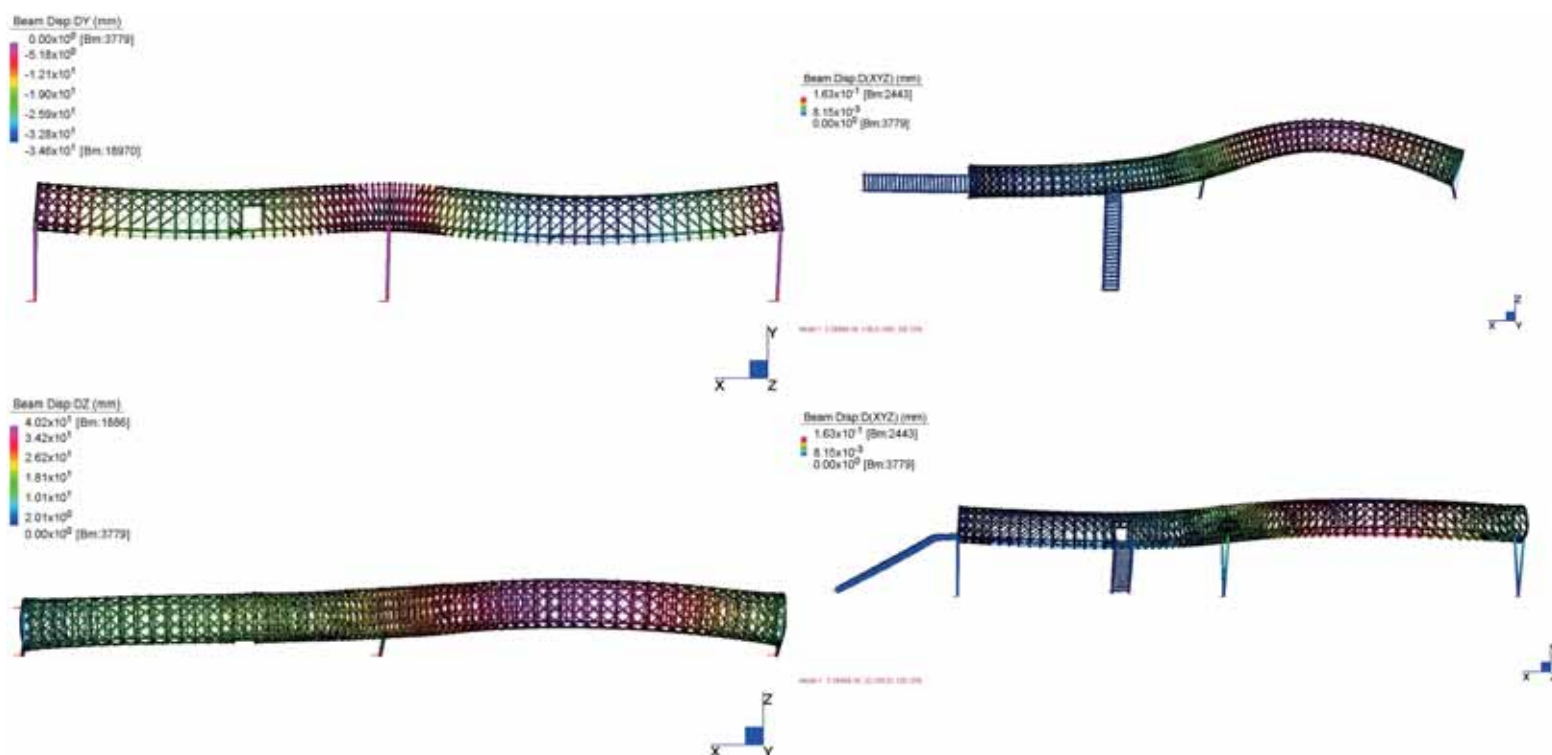 Beam Disp:DY (mm)
0.00x10⁰ [Bm:3779]
-5.18x10⁰
-1.21x10¹
-1.90x10¹
-2.59x10¹
-3.28x10¹
-3.46x10¹ [Bm:16970]
Y
X
Z
Beam Disp:D(XYZ) (mm)
1.63x10⁻¹ [Bm:2443]
8.15x10⁻³
0.00x10⁰ [Bm:3779]
Z
X
Y
Beam Disp:DZ (mm)
4.02x10¹ [Bm:1886]
3.42x10¹
2.62x10¹
1.81x10¹
1.01x10¹
2.01x10⁰
0.00x10⁰ [Bm:3779]
Z
X
Y
Beam Disp:D(XYZ) (mm)
1.63x10⁻¹ [Bm:2443]
8.15x10⁻³
0.00x10⁰ [Bm:3779]
X